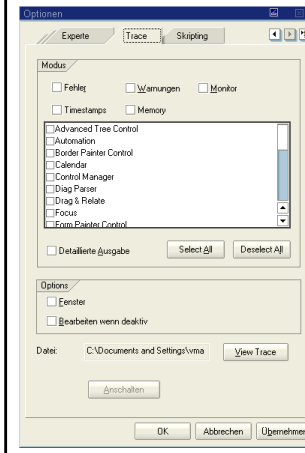 Optionen
Experte Trace Skripting
Modus
Fehler Warnungen Monitor
Timestamps Memory
Advanced Tree Control
Automation
Border Painter Control
Calendar
Control Manager
Diag Parser
Drag & Relate
Focus
Form Painter Control
Detaillierte Ausgabe Select All Deselect All
Options
Fenster
Bearbeiten wenn deaktiv
Datei: C:\Documents and Settings\vma View Trace
Anschalten
OK Abbrechen Übernehmen